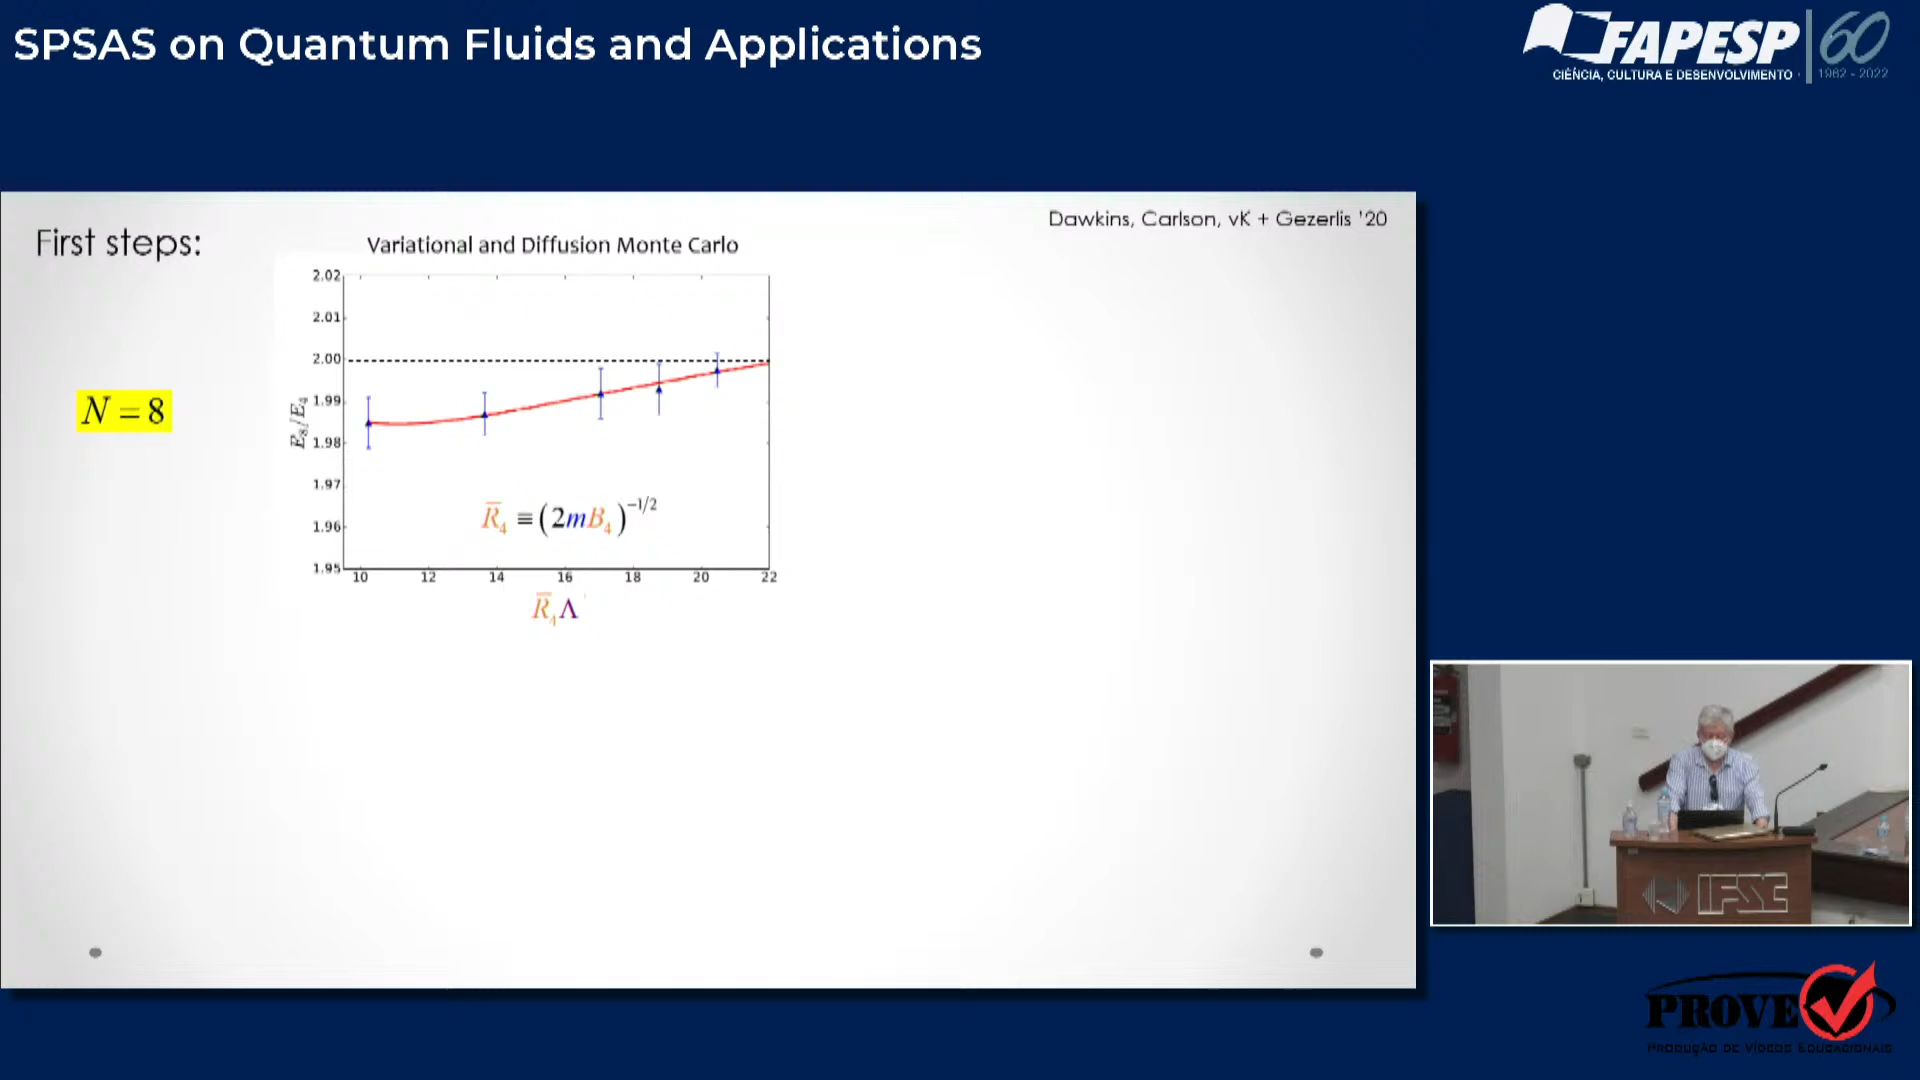 SPSAS on Quantum Fluids and Applications
FAPESP 60
CIÊNCIA, CULTURA E DESENVOLVIMENTO
1962 - 2022
Dawkins, Carlson, vK + Gezerlis '20
First steps:
Variational and Diffusion Monte Carlo
N = 8
2.02
2.01
2.00
1.99
1.98
1.97
1.96
1.95
E₈/E₄
R̅₄ ≡ (2mB₄)^−1/2
10 12 14 16 18 20 22
R̅₄Λ
IFSC
PROVE
PRODUÇÃO DE VÍDEOS EDUCACIONAIS